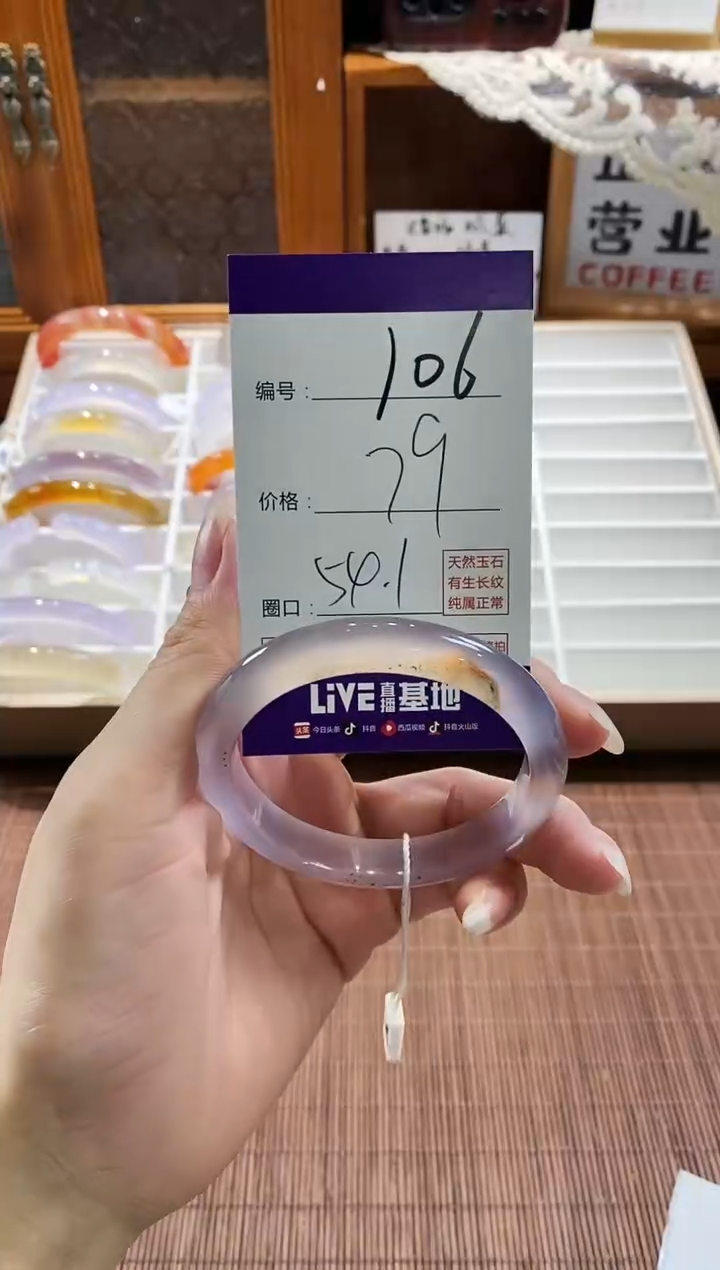 营业
COFFEE
编号：106
价格：79
圈口：54.1
天然玉石
有生长纹
纯属正常
LiVE直播基地
头条 今日头条 抖音 西瓜视频 抖音火山版